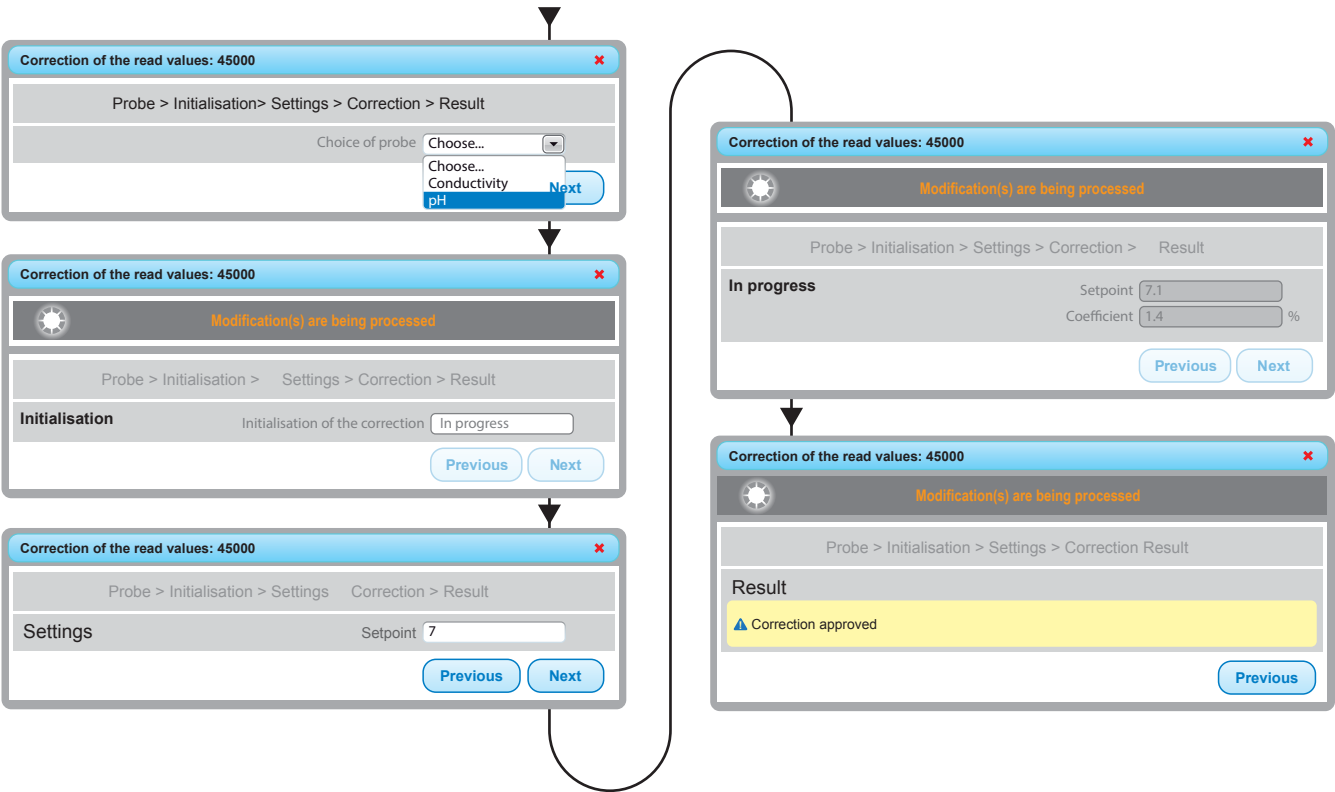 Correction of the read values: 45000
Probe > Initialisation> Settings > Correction > Result
Choice of probe Choose...
Choose...
Conductivity
pH
Next
Correction of the read values: 45000
Modification(s) are being processed
Probe > Initialisation > Settings > Correction > Result
Initialisation Initialisation of the correction In progress
Previous Next
Correction of the read values: 45000
Probe > Initialisation > Settings Correction > Result
Settings Setpoint 7
Previous Next
Correction of the read values: 45000
Modification(s) are being processed
Probe > Initialisation > Settings > Correction > Result
In progress Setpoint 7.1
Coefficient 1.4 %
Previous Next
Correction of the read values: 45000
Modification(s) are being processed
Probe > Initialisation > Settings > Correction Result
Result
Correction approved
Previous